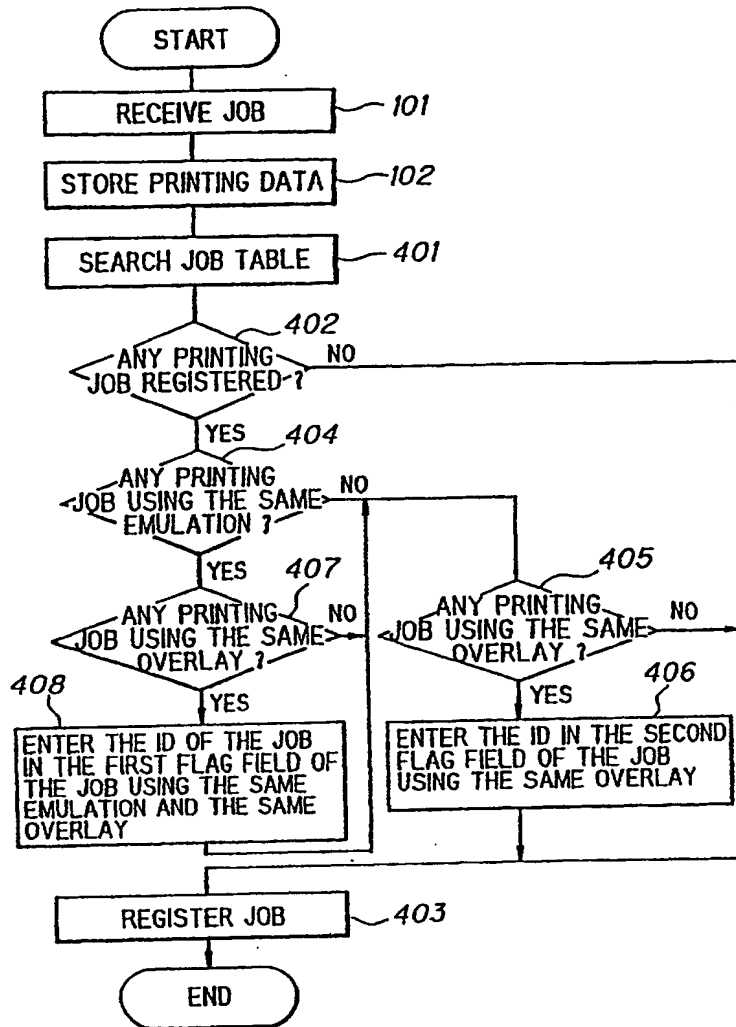 START
RECEIVE JOB
101
STORE PRINTING DATA
102
SEARCH JOB TABLE
401
402
ANY PRINTING
JOB REGISTERED ?
NO
YES
404
ANY PRINTING
JOB USING THE SAME
EMULATION ?
NO
YES
407
ANY PRINTING
JOB USING THE SAME
OVERLAY ?
NO
YES
405
ANY PRINTING
JOB USING THE SAME
OVERLAY ?
NO
YES
408
ENTER THE ID OF THE JOB
IN THE FIRST FLAG FIELD OF
THE JOB USING THE SAME
EMULATION AND THE SAME
OVERLAY
406
ENTER THE ID IN THE SECOND
FLAG FIELD OF THE JOB
USING THE SAME OVERLAY
REGISTER JOB
403
END